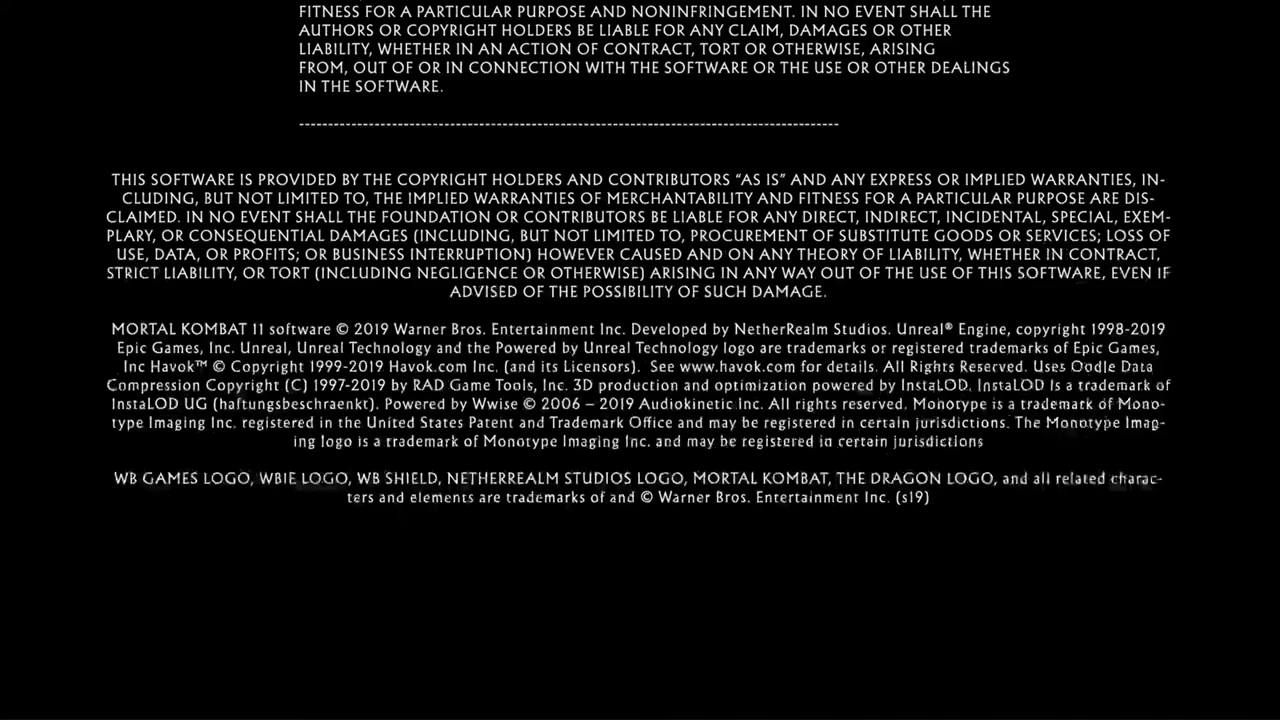 FITNESS FOR A PARTICULAR PURPOSE AND NONINFRINGEMENT. IN NO EVENT SHALL THE
AUTHORS OR COPYRIGHT HOLDERS BE LIABLE FOR ANY CLAIM, DAMAGES OR OTHER
LIABILITY, WHETHER IN AN ACTION OF CONTRACT, TORT OR OTHERWISE, ARISING
FROM, OUT OF OR IN CONNECTION WITH THE SOFTWARE OR THE USE OR OTHER DEALINGS
IN THE SOFTWARE.
----------------------------------------------------------------------------------------------
THIS SOFTWARE IS PROVIDED BY THE COPYRIGHT HOLDERS AND CONTRIBUTORS “AS IS” AND ANY EXPRESS OR IMPLIED WARRANTIES, IN-
CLUDING, BUT NOT LIMITED TO, THE IMPLIED WARRANTIES OF MERCHANTABILITY AND FITNESS FOR A PARTICULAR PURPOSE ARE DIS-
CLAIMED. IN NO EVENT SHALL THE FOUNDATION OR CONTRIBUTORS BE LIABLE FOR ANY DIRECT, INDIRECT, INCIDENTAL, SPECIAL, EXEM-
PLARY, OR CONSEQUENTIAL DAMAGES (INCLUDING, BUT NOT LIMITED TO, PROCUREMENT OF SUBSTITUTE GOODS OR SERVICES; LOSS OF
USE, DATA, OR PROFITS; OR BUSINESS INTERRUPTION) HOWEVER CAUSED AND ON ANY THEORY OF LIABILITY, WHETHER IN CONTRACT,
STRICT LIABILITY, OR TORT (INCLUDING NEGLIGENCE OR OTHERWISE) ARISING IN ANY WAY OUT OF THE USE OF THIS SOFTWARE, EVEN IF
ADVISED OF THE POSSIBILITY OF SUCH DAMAGE.
MORTAL KOMBAT 11 software © 2019 Warner Bros. Entertainment Inc. Developed by NetherRealm Studios. Unreal® Engine, copyright 1998-2019
Epic Games, Inc. Unreal, Unreal Technology and the Powered by Unreal Technology logo are trademarks or registered trademarks of Epic Games,
Inc Havok™ © Copyright 1999-2019 Havok.com Inc. (and its Licensors). See www.havok.com for details. All Rights Reserved. Uses Oodle Data
Compression Copyright (C) 1997-2019 by RAD Game Tools, Inc. 3D production and optimization powered by InstaLOD. InstaLOD Is a trademark of
InstaLOD UG (haftungsbeschraenkt). Powered by Wwise © 2006 – 2019 Audiokinetic Inc. All rights reserved. Monotype is a trademark of Mono-
type Imaging Inc. registered in the United States Patent and Trademark Office and may be registered in certain jurisdictions. The Monotype Imag-
ing logo is a trademark of Monotype Imaging Inc. and may be registered in certain jurisdictions
WB GAMES LOGO, WBIE LOGO, WB SHIELD, NETHERREALM STUDIOS LOGO, MORTAL KOMBAT, THE DRAGON LOGO, and all related charac-
ters and elements are trademarks of and © Warner Bros. Entertainment Inc. (s19)